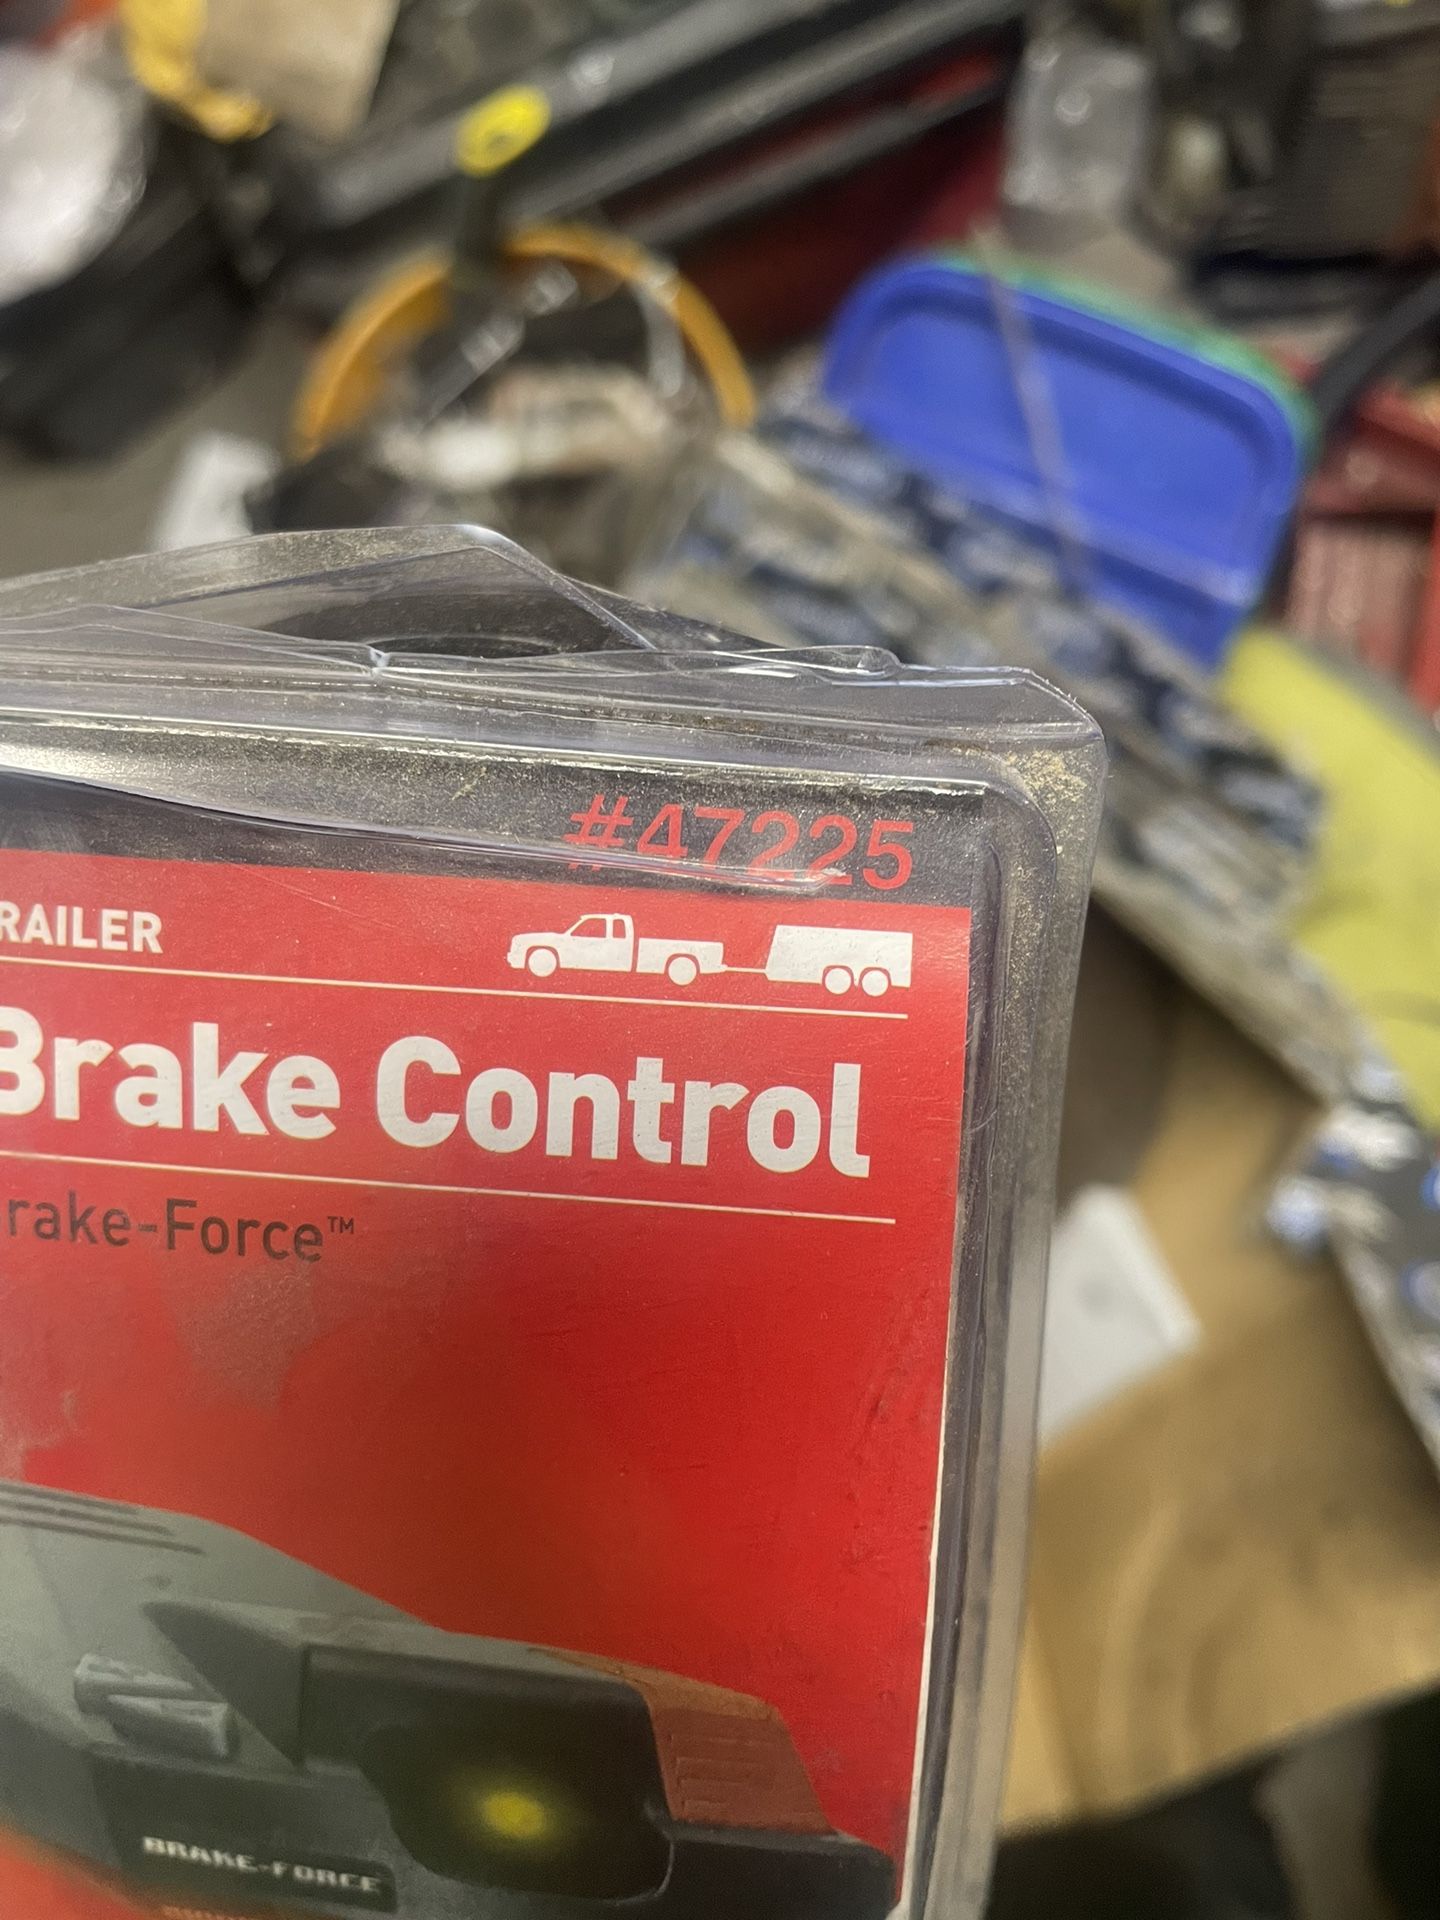 #47225
RAILER
Brake Control
rake-Force™
BRAKE-FORCE